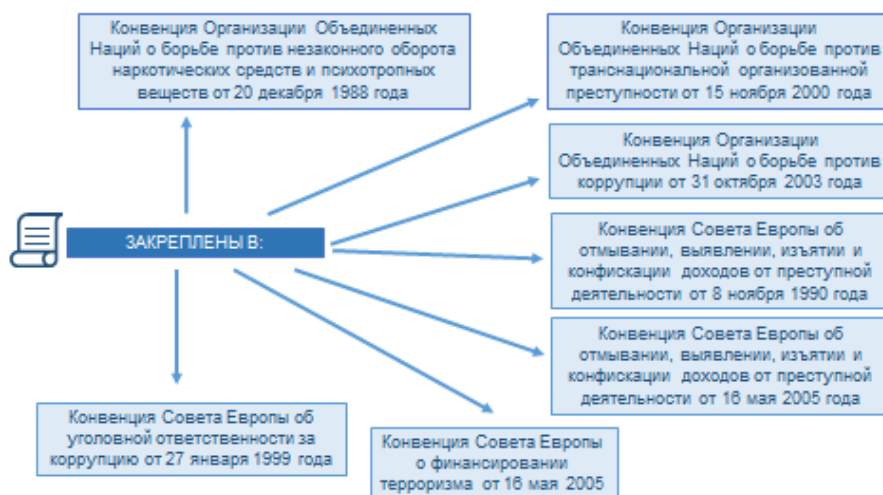 Конвенция Организации Объединенных
Наций о борьбе против незаконного оборота
наркотических средств и психотропных
веществ от 20 декабря 1988 года
Конвенция Организации
Объединенных Наций о борьбе против
транснациональной организованной
преступности от 15 ноября 2000 года
Конвенция Организации
Объединенных Наций о борьбе против
коррупции от 31 октября 2003 года
ЗАКРЕПЛЕНЫ В:
Конвенция Совета Европы об
отмывании, выявлении, изъятии и
конфискации доходов от преступной
деятельности от 8 ноября 1990 года
Конвенция Совета Европы об
отмывании, выявлении, изъятии и
конфискации доходов от преступной
деятельности от 16 мая 2005 года
Конвенция Совета Европы об
уголовной ответственности за
коррупцию от 27 января 1999 года
Конвенция Совета Европы
о финансировании
терроризма от 16 мая 2005